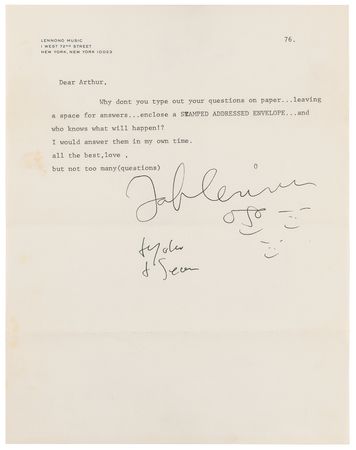 LENNONO MUSIC
1 WEST 72ND STREET
NEW YORK, NEW YORK 10023
76.
Dear Arthur,
Why dont you type out your questions on paper...leaving
a space for answers...enclose a STAMPED ADDRESSED ENVELOPE...and
who knows what will happen!?
I would answer them in my own time.
all the best,love ,
but not too many(questions)
John Lennon
+ yoko
+ Sean